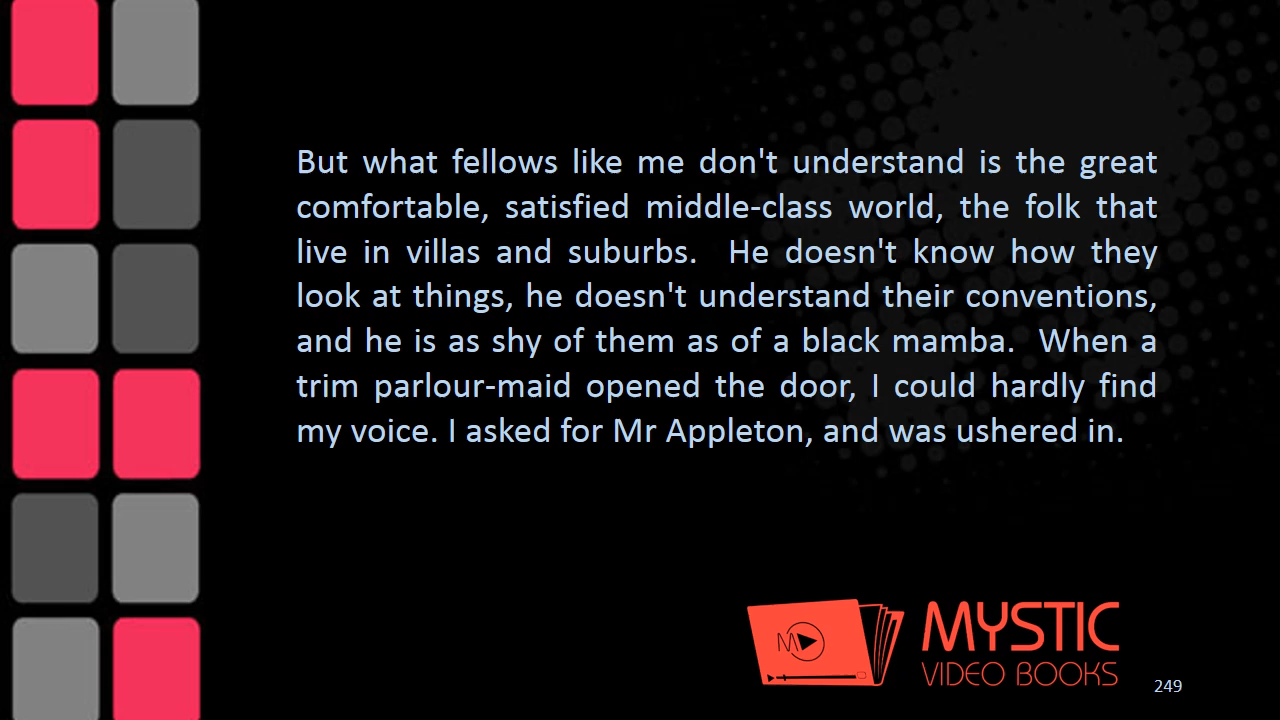 But what fellows like me don't understand is the great
comfortable, satisfied middle-class world, the folk that
live in villas and suburbs.  He doesn't know how they
look at things, he doesn't understand their conventions,
and he is as shy of them as of a black mamba.  When a
trim parlour-maid opened the door, I could hardly find
my voice. I asked for Mr Appleton, and was ushered in.
M
MYSTIC
VIDEO BOOKS
249